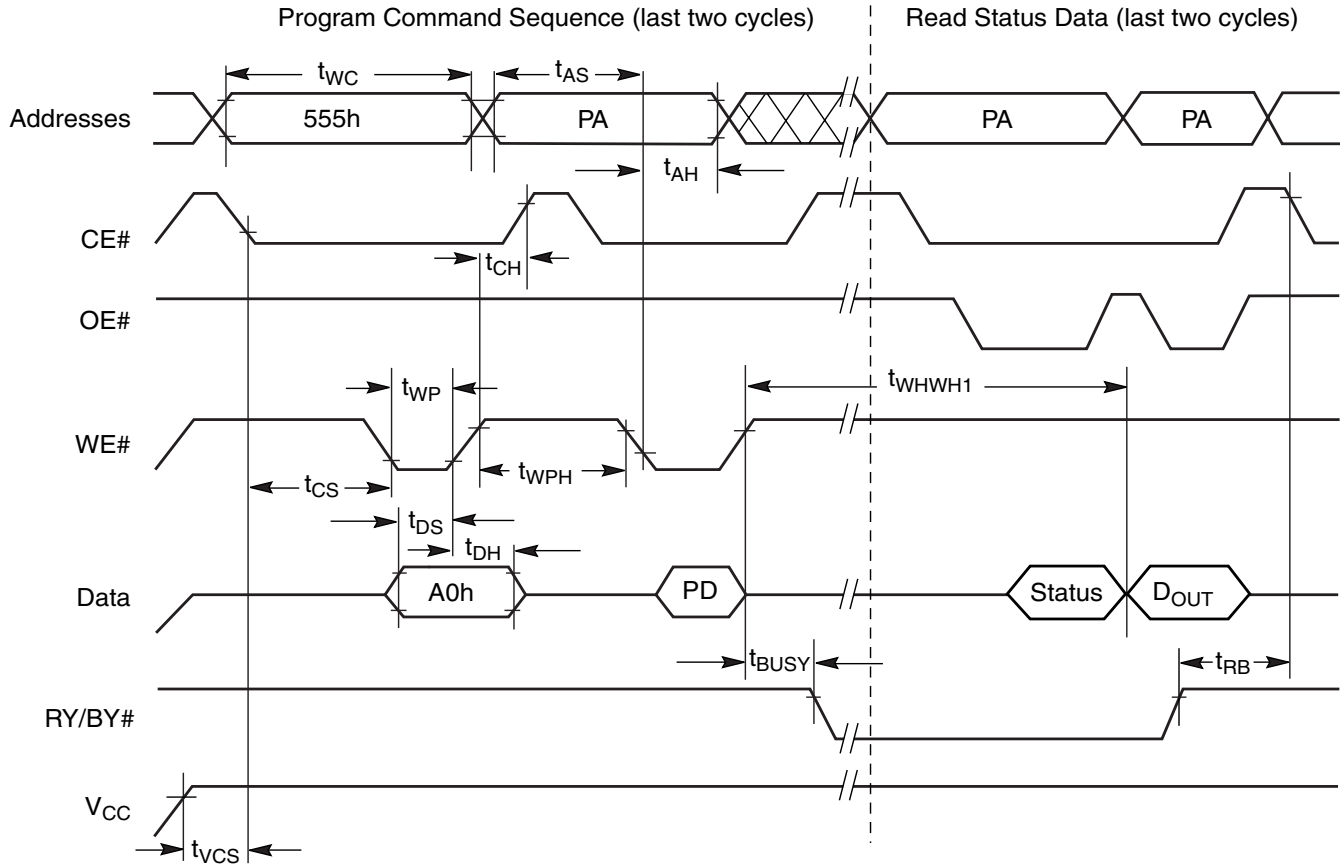 Program Command Sequence (last two cycles)
Read Status Data (last two cycles)
tWC
tAS
Addresses
555h
PA
PA
PA
tAH
CE#
tCH
OE#
tWP
tWHWH1
WE#
tCS
tWPH
tDS
tDH
Data
A0h
PD
Status
DOUT
tBUSY
tRB
RY/BY#
VCC
tVCS